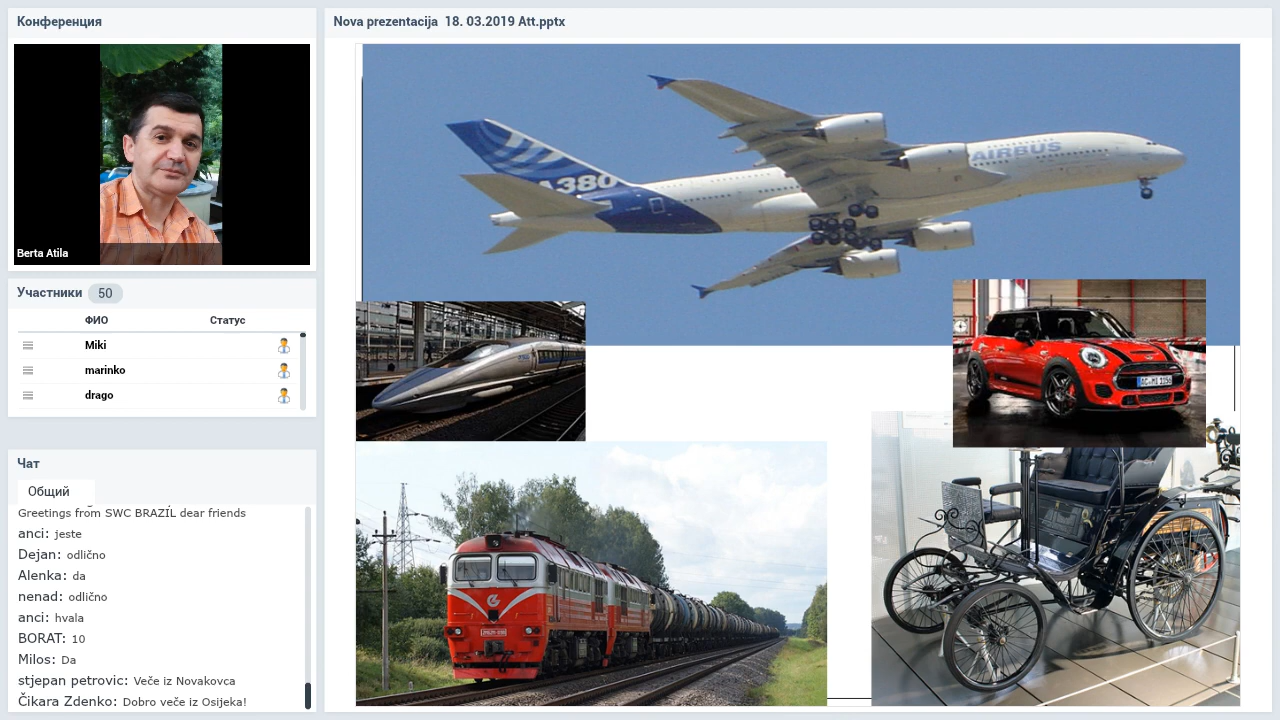 Конференция
Berta Atila
Участники 50
ФИО Статус
Miki
marinko
drago
Чат
Общий
Greetings from SWC BRAZIL dear friends
anci: jeste
Dejan: odlično
Alenka: da
nenad: odlično
anci: hvala
BORAT: 10
Milos: Da
stjepan petrovic: Veče iz Novakovca
Čikara Zdenko: Dobro veče iz Osijeka!
Nova prezentacija 18. 03.2019 Att.pptx
AIRBUS
A380